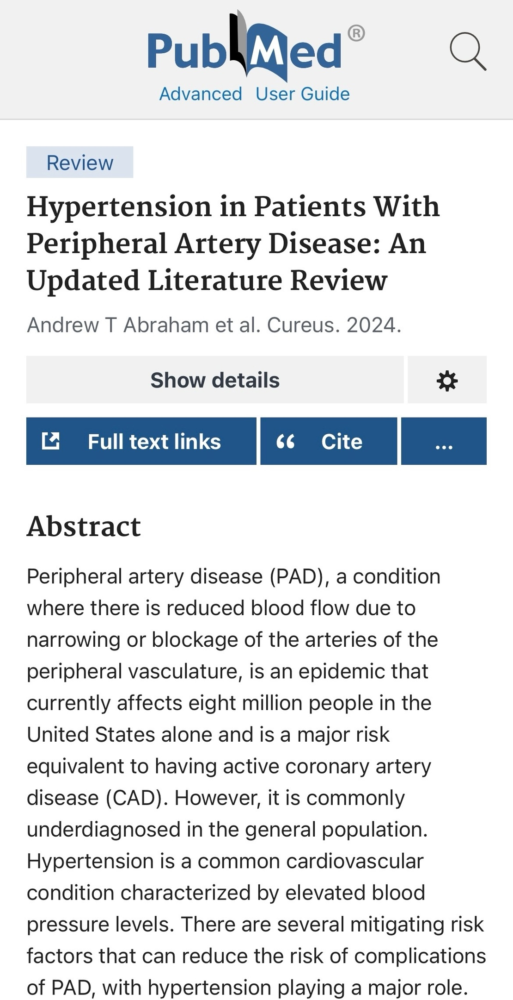 PubMed®
Advanced User Guide
Review
Hypertension in Patients With
Peripheral Artery Disease: An
Updated Literature Review
Andrew T Abraham et al. Cureus. 2024.
Show details
Full text links
Cite
...
Abstract
Peripheral artery disease (PAD), a condition
where there is reduced blood flow due to
narrowing or blockage of the arteries of the
peripheral vasculature, is an epidemic that
currently affects eight million people in the
United States alone and is a major risk
equivalent to having active coronary artery
disease (CAD). However, it is commonly
underdiagnosed in the general population.
Hypertension is a common cardiovascular
condition characterized by elevated blood
pressure levels. There are several mitigating risk
factors that can reduce the risk of complications
of PAD, with hypertension playing a major role.